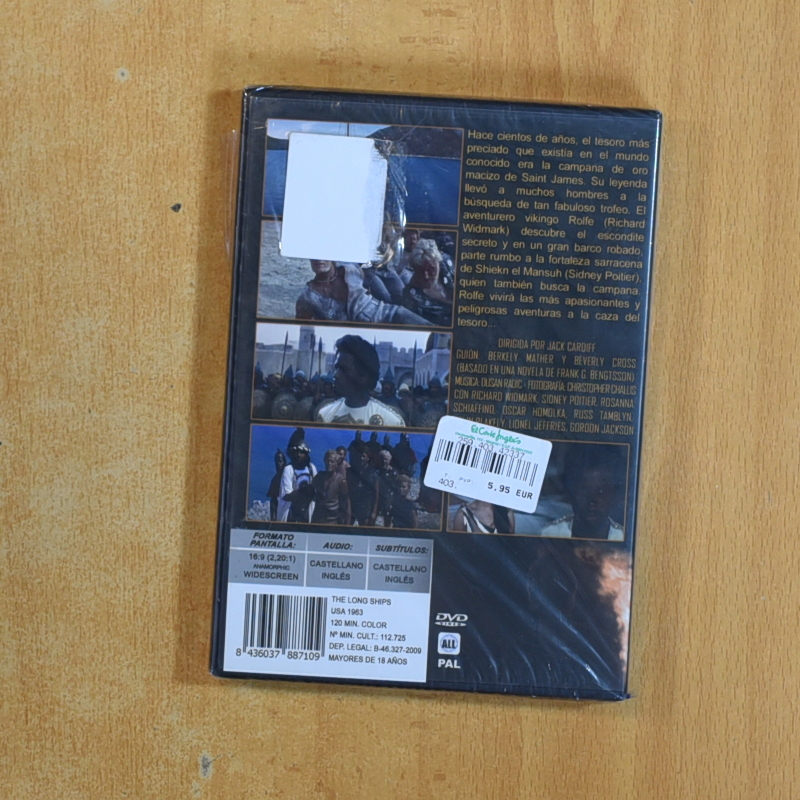 Hace cientos de años, el tesoro más
preciado que existía en el mundo
conocido era la campana de oro
macizo de Saint James. Su leyenda
llevó a muchos hombres a la
búsqueda de tan fabuloso trofeo. El
aventurero vikingo Rolfe (Richard
Widmark) descubre el escondite
secreto y en un gran barco robado,
parte rumbo a la fortaleza sarracena
de Shiekn el Mansuh (Sidney Poitier),
quien también busca la campana.
Rolfe vivirá las más apasionantes y
peligrosas aventuras a la caza del
tesoro...
DIRIGIDA POR JACK CARDIFF
GUIÓN BERKELY MATHER Y BEVERLY CROSS
(BASADO EN UNA NOVELA DE FRANK G. BENGTSSON)
MÚSICA: DUSAN RADIC - FOTOGRAFÍA: CHRISTOPHER CHALLIS
CON RICHARD WIDMARK, SIDNEY POITIER, ROSANNA
SCHIAFFINO, OSCAR HOMOLKA, RUSS TAMBLYN,
BLAKELY, LIONEL JEFFRIES, GORDON JACKSON
El Corte Inglés
403. 5,95 EUR
FORMATO PANTALLA: AUDIO: SUBTÍTULOS:
16:9 (2,20:1) CASTELLANO CASTELLANO
ANAMORPHIC INGLÉS INGLÉS
WIDESCREEN
THE LONG SHIPS
USA 1963
120 MIN. COLOR
Nº MIN. CULT.: 112.725
DEP. LEGAL: B-46.327-2009
MAYORES DE 18 AÑOS
8 436037 887109
DVD
VIDEO
ALL
PAL